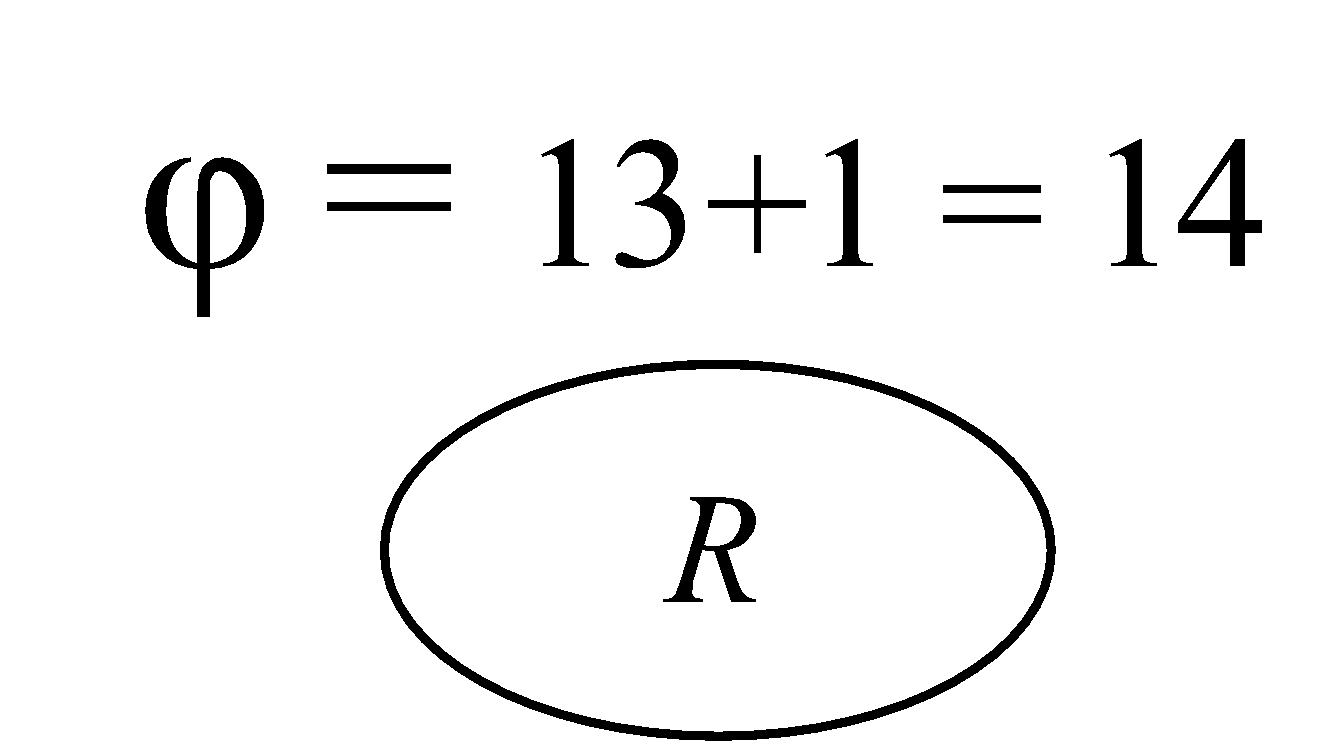 φ = 13+1 = 14
R